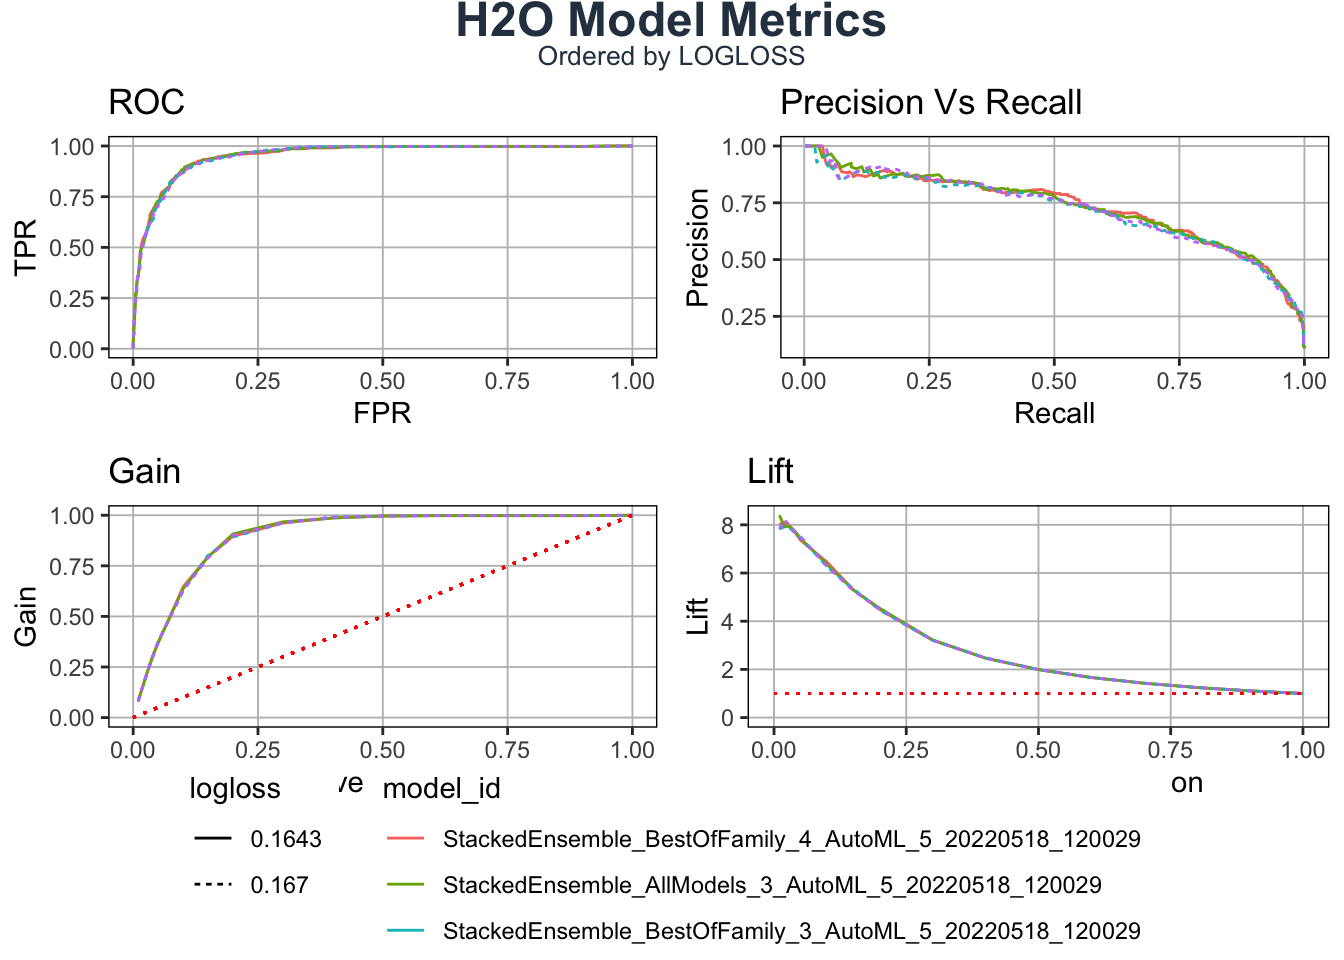 H2O Model Metrics
Ordered by LOGLOSS
ROC
1.00
0.75
0.50
0.25
0.00
TPR
0.00 0.25 0.50 0.75 1.00
FPR
Precision Vs Recall
1.00
0.75
0.50
0.25
Precision
0.00 0.25 0.50 0.75 1.00
Recall
Gain
1.00
0.75
0.50
0.25
0.00
Gain
0.00 0.25 0.50 0.75 1.00
Lift
8
6
4
2
0
Lift
0.00 0.25 0.50 0.75 1.00
ve
on
logloss
0.1643
0.167
model_id
StackedEnsemble_BestOfFamily_4_AutoML_5_20220518_120029
StackedEnsemble_AllModels_3_AutoML_5_20220518_120029
StackedEnsemble_BestOfFamily_3_AutoML_5_20220518_120029